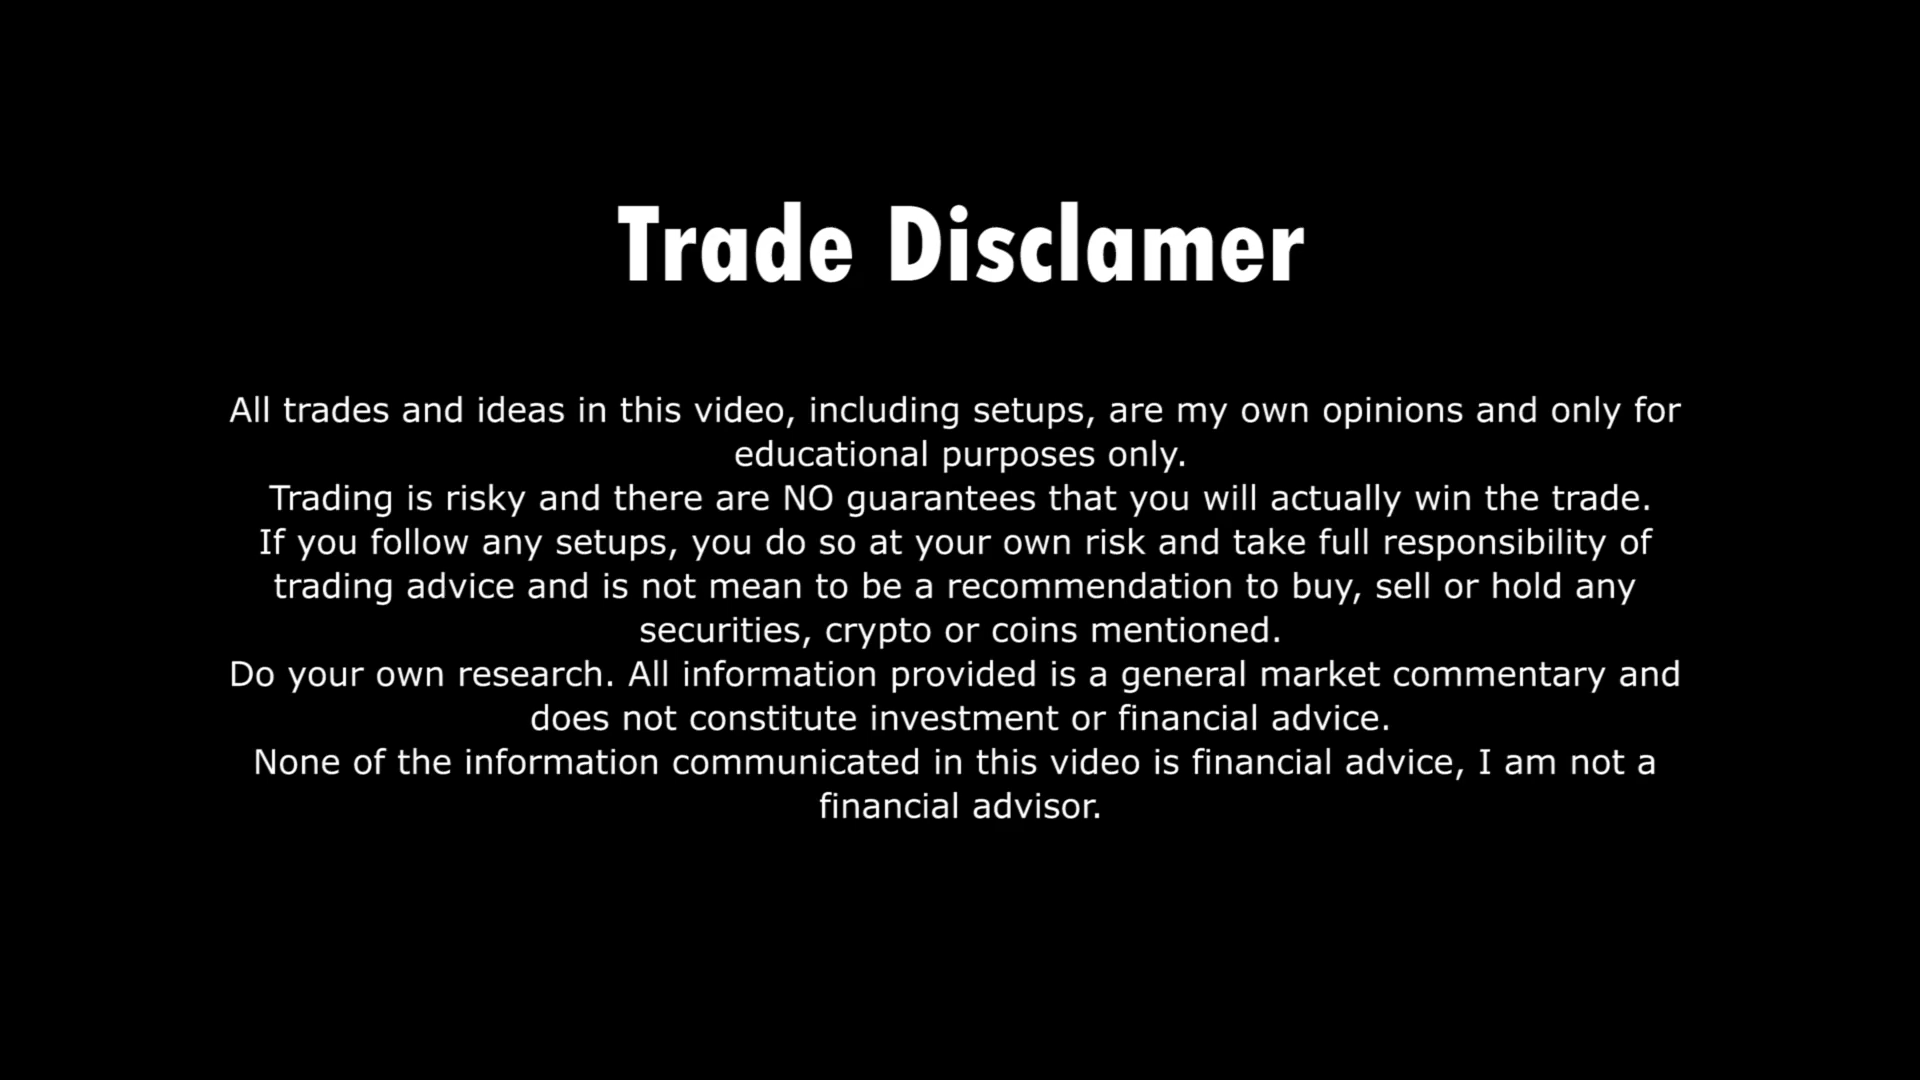 Trade Disclamer
All trades and ideas in this video, including setups, are my own opinions and only for
educational purposes only.
Trading is risky and there are NO guarantees that you will actually win the trade.
If you follow any setups, you do so at your own risk and take full responsibility of
trading advice and is not mean to be a recommendation to buy, sell or hold any
securities, crypto or coins mentioned.
Do your own research. All information provided is a general market commentary and
does not constitute investment or financial advice.
None of the information communicated in this video is financial advice, I am not a
financial advisor.